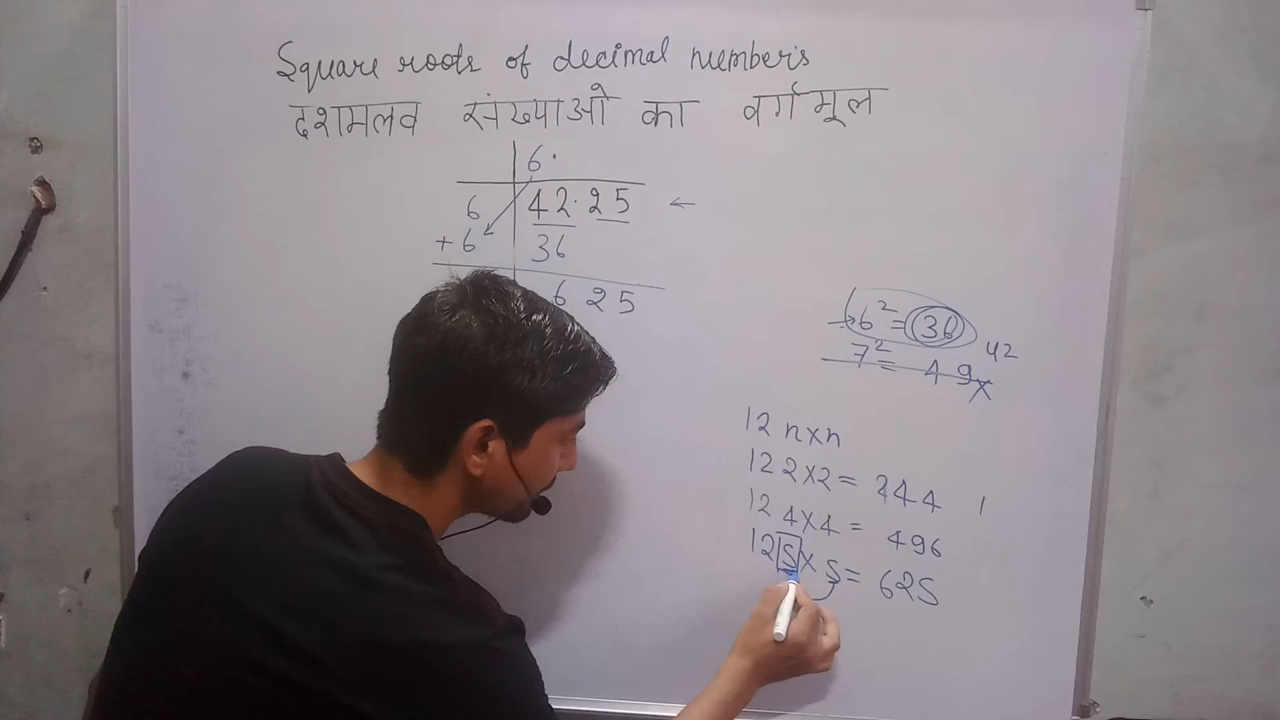 Square roots of decimal number's
दशमलव संख्याओ का वर्गमूल
6.
6 42.25 ←
+6 36
6 25
6² = 36
7² = 49 x 42
12 n x n
122 x 2 = 244
124 x 4 = 496
125 x 5 = 625